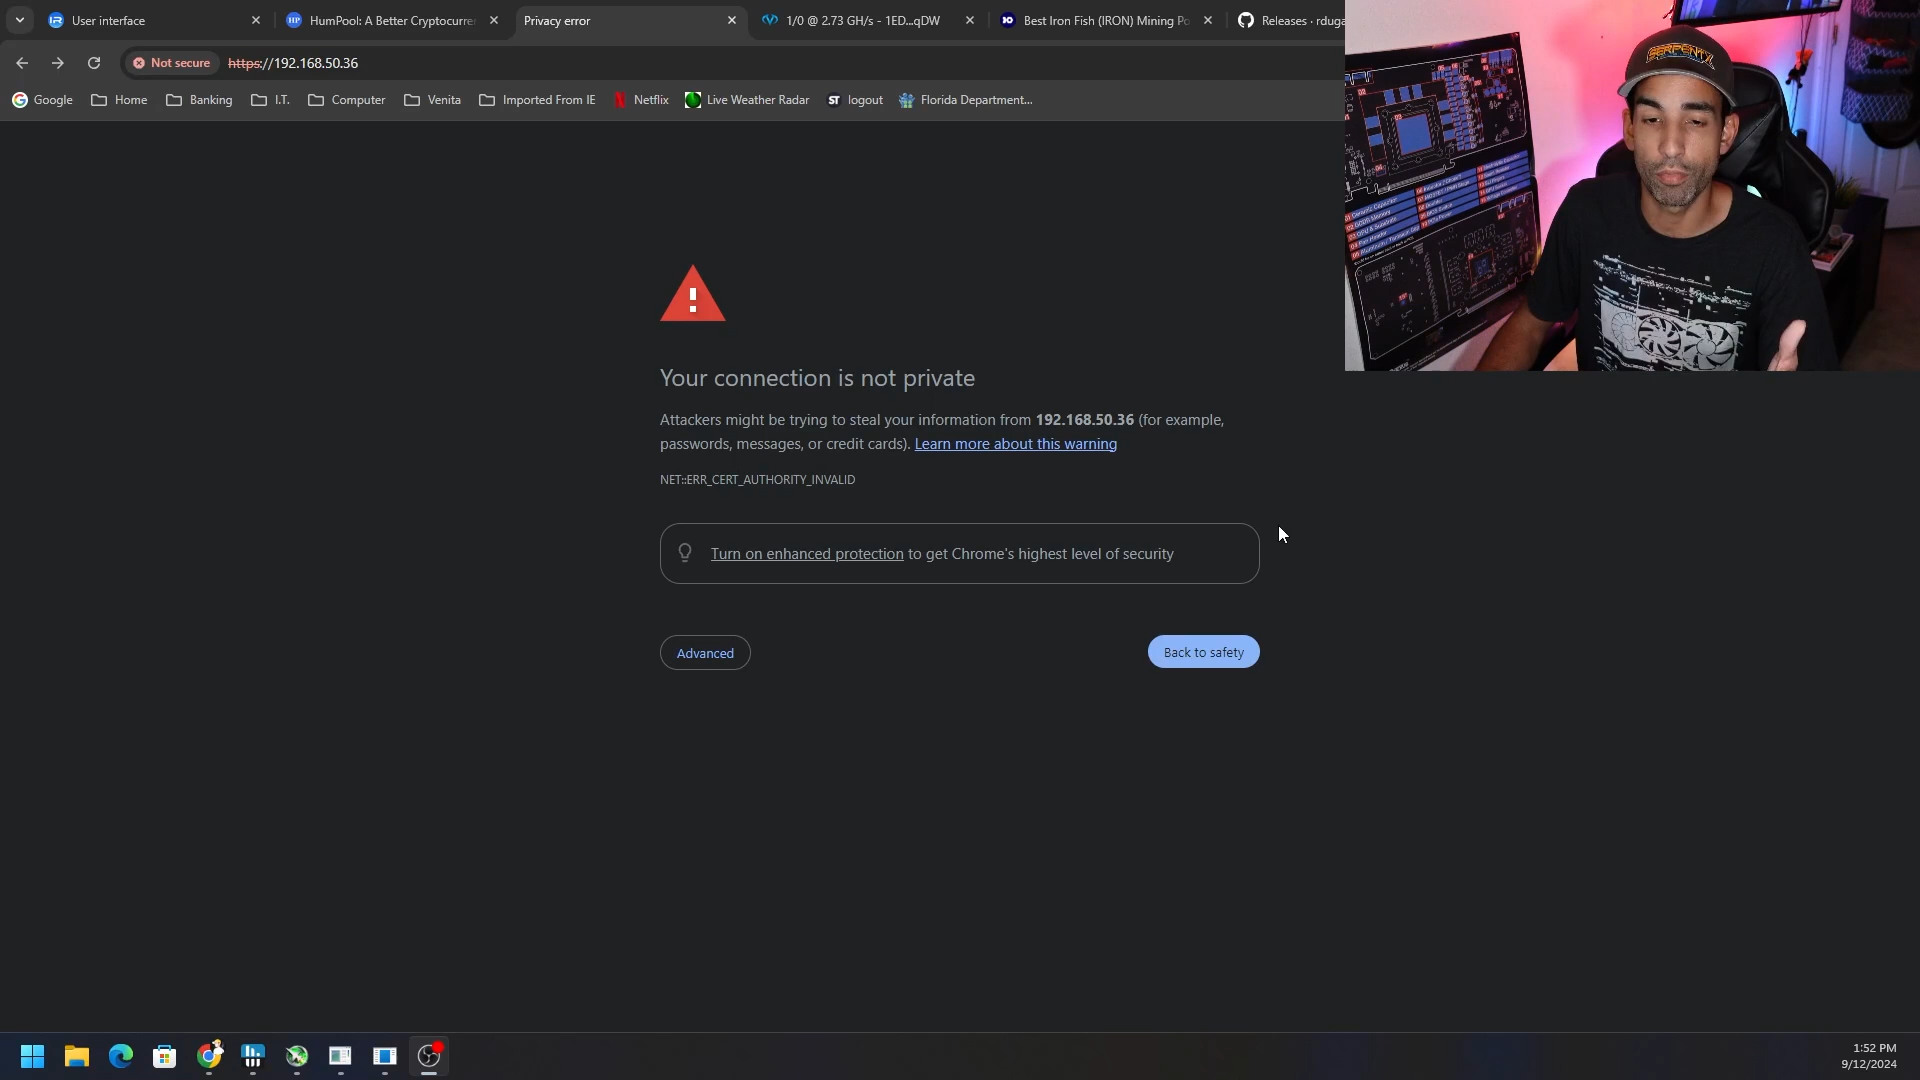 User interface
HumPool: A Better Cryptocurre
Privacy error
1/0 @ 2.73 GH/s - 1ED...qDW
Best Iron Fish (IRON) Mining Po
Releases · rduga
Not secure
https://192.168.50.36
Google
Home
Banking
I.T.
Computer
Venita
Imported From IE
Netflix
Live Weather Radar
ST
logout
Florida Department...
Your connection is not private
Attackers might be trying to steal your information from 192.168.50.36 (for example,
passwords, messages, or credit cards). Learn more about this warning
NET::ERR_CERT_AUTHORITY_INVALID
Turn on enhanced protection to get Chrome's highest level of security
Advanced
Back to safety
1:52 PM
9/12/2024